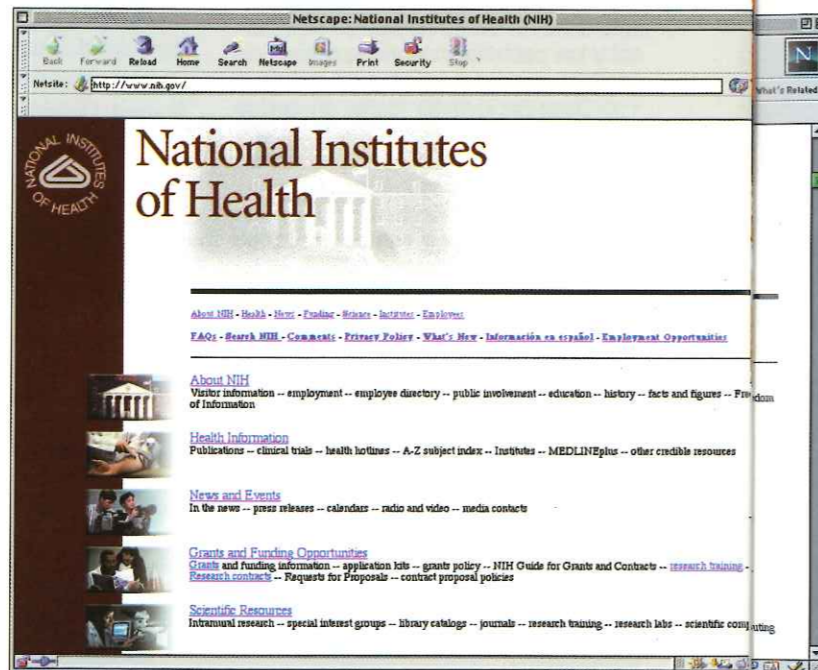 Netscape: National Institutes of Health (NIH)
Back Forward Reload Home Search Netscape Images Print Security Stop
Netsite: http://www.nih.gov/
What's Related
NATIONAL INSTITUTES OF HEALTH
National Institutes
of Health
About NIH - Health - News - Funding - Science - Institutes - Employees
FAQs - Search NIH - Comments - Privacy Policy - What's New - Información en español - Employment Opportunities
About NIH
Visitor information -- employment -- employee directory -- public involvement -- education -- history -- facts and figures -- Freedom
of Information
Health Information
Publications -- clinical trials -- health hotlines -- A-Z subject index -- Institutes -- MEDLINEplus -- other credible resources
News and Events
In the news -- press releases -- calendars -- radio and video -- media contacts
Grants and Funding Opportunities
Grants and funding information -- application kits -- grants policy -- NIH Guide for Grants and Contracts -- research training -
Research contracts -- Requests for Proposals -- contract proposal policies
Scientific Resources
Intramural research -- special interest groups -- library catalogs -- journals -- research training -- research labs -- scientific computing